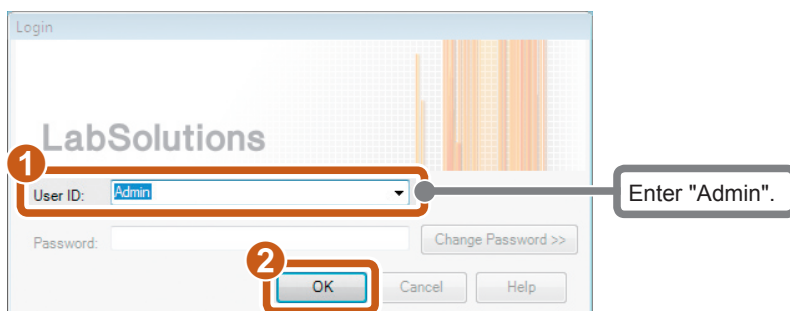 Login
LabSolutions
1
User ID: Admin
Enter "Admin".
Password: Change Password >>
2
OK Cancel Help